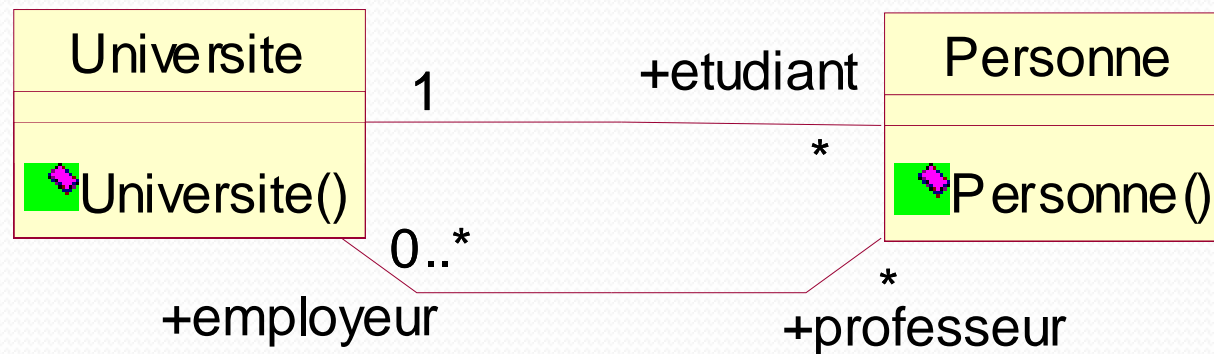 Universite
1
+etudiant
*
Personne
Universite()
Personne()
0..*
+employeur
*
+professeur